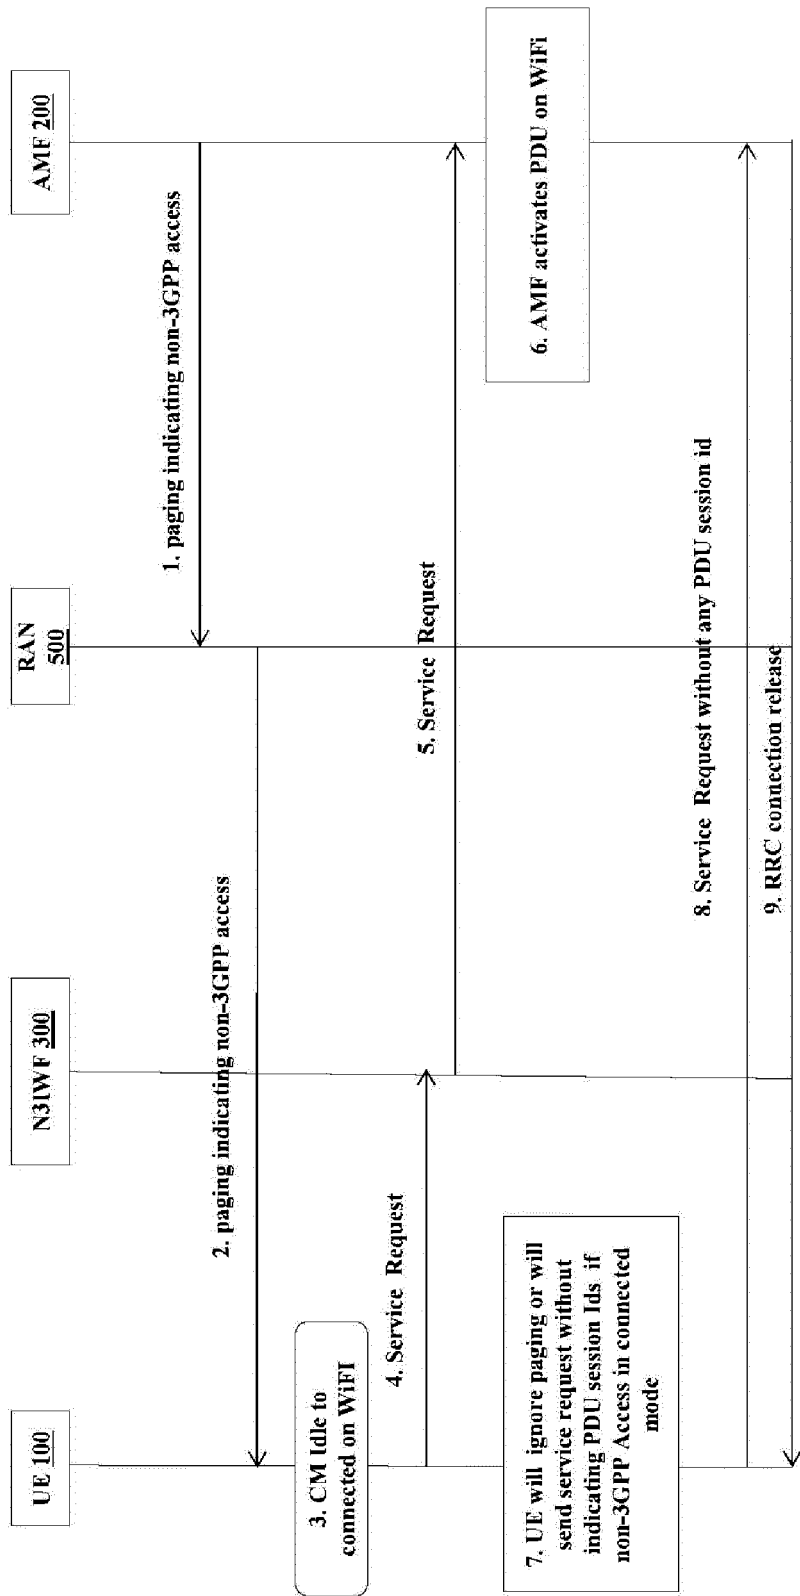 UE 100
N3IWF 300
RAN
500
AMF 200
1. paging indicating non-3GPP access
2. paging indicating non-3GPP access
3. CM Idle to
connected on WiFI
4. Service Request
5. Service Request
6. AMF activates PDU on WiFi
7. UE will ignore paging or will
send service request without
indicating PDU session Ids if
non-3GPP Access in connected
mode
8. Service Request without any PDU session id
9. RRC connection release